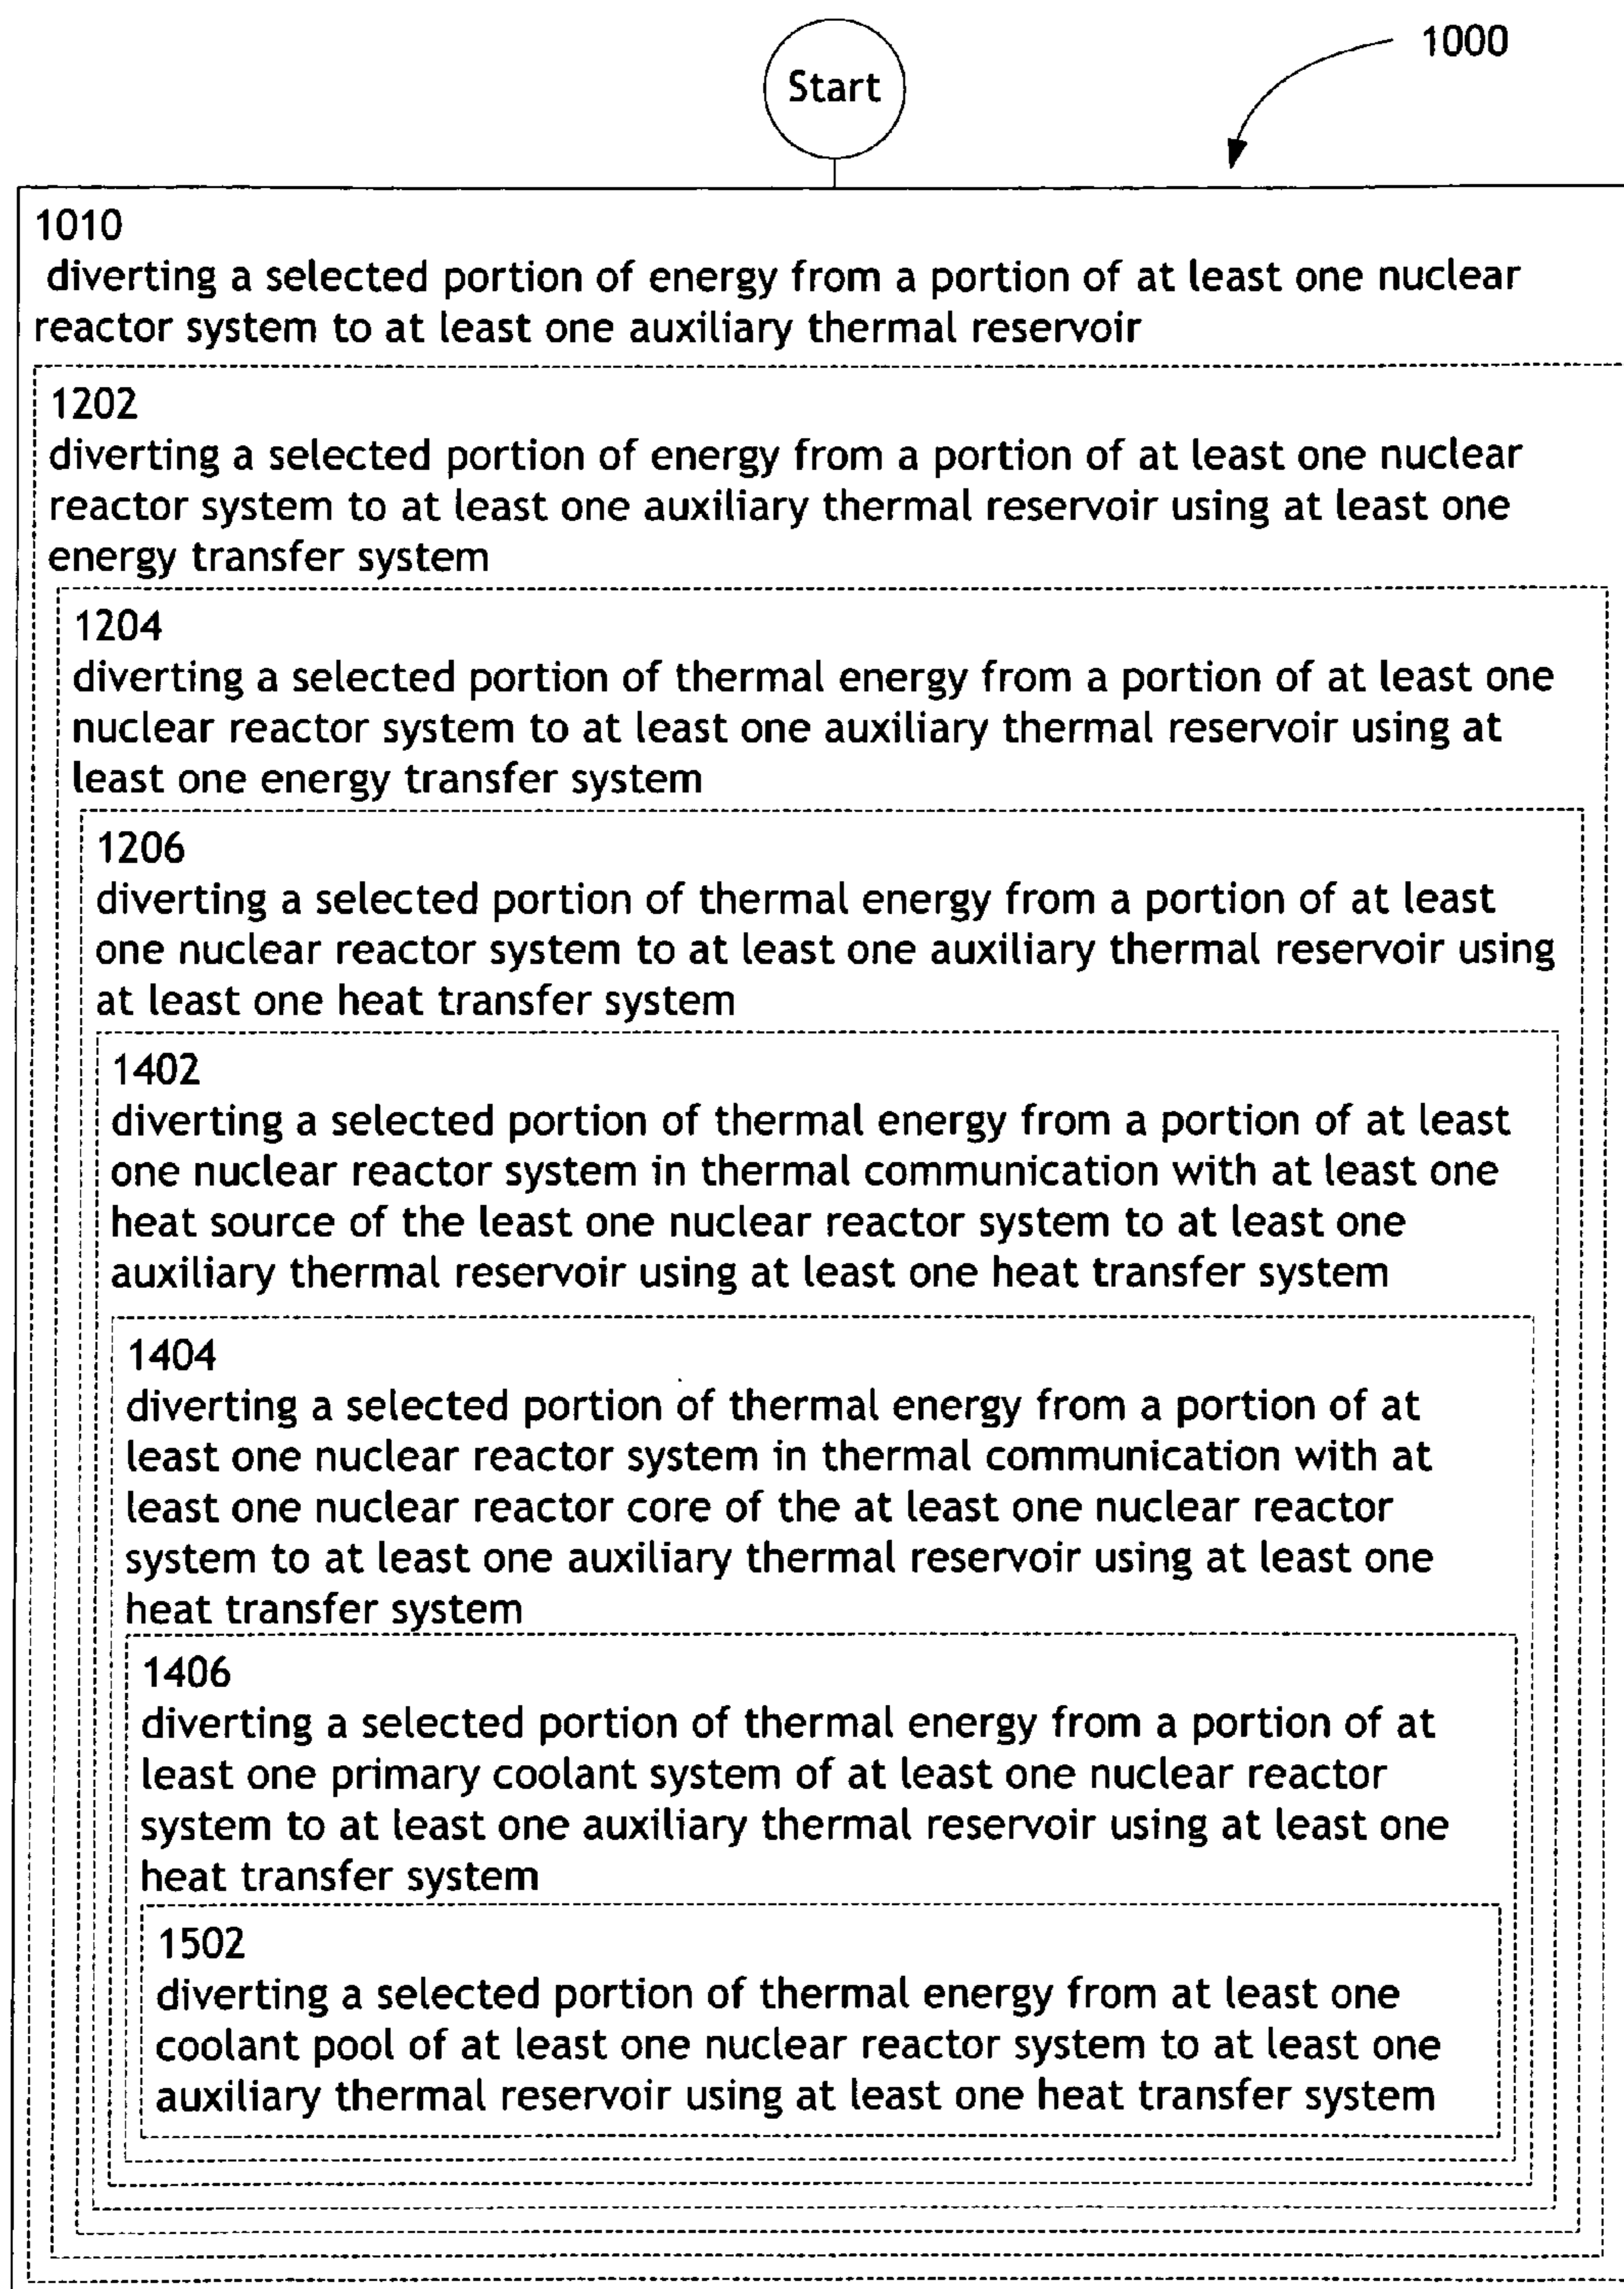 Start
1000
1010
diverting a selected portion of energy from a portion of at least one nuclear
reactor system to at least one auxiliary thermal reservoir
1202
diverting a selected portion of energy from a portion of at least one nuclear
reactor system to at least one auxiliary thermal reservoir using at least one
energy transfer system
1204
diverting a selected portion of thermal energy from a portion of at least one
nuclear reactor system to at least one auxiliary thermal reservoir using at
least one energy transfer system
1206
diverting a selected portion of thermal energy from a portion of at least
one nuclear reactor system to at least one auxiliary thermal reservoir using
at least one heat transfer system
1402
diverting a selected portion of thermal energy from a portion of at least
one nuclear reactor system in thermal communication with at least one
heat source of the least one nuclear reactor system to at least one
auxiliary thermal reservoir using at least one heat transfer system
1404
diverting a selected portion of thermal energy from a portion of at
least one nuclear reactor system in thermal communication with at
least one nuclear reactor core of the at least one nuclear reactor
system to at least one auxiliary thermal reservoir using at least one
heat transfer system
1406
diverting a selected portion of thermal energy from a portion of at
least one primary coolant system of at least one nuclear reactor
system to at least one auxiliary thermal reservoir using at least one
heat transfer system
1502
diverting a selected portion of thermal energy from at least one
coolant pool of at least one nuclear reactor system to at least one
auxiliary thermal reservoir using at least one heat transfer system